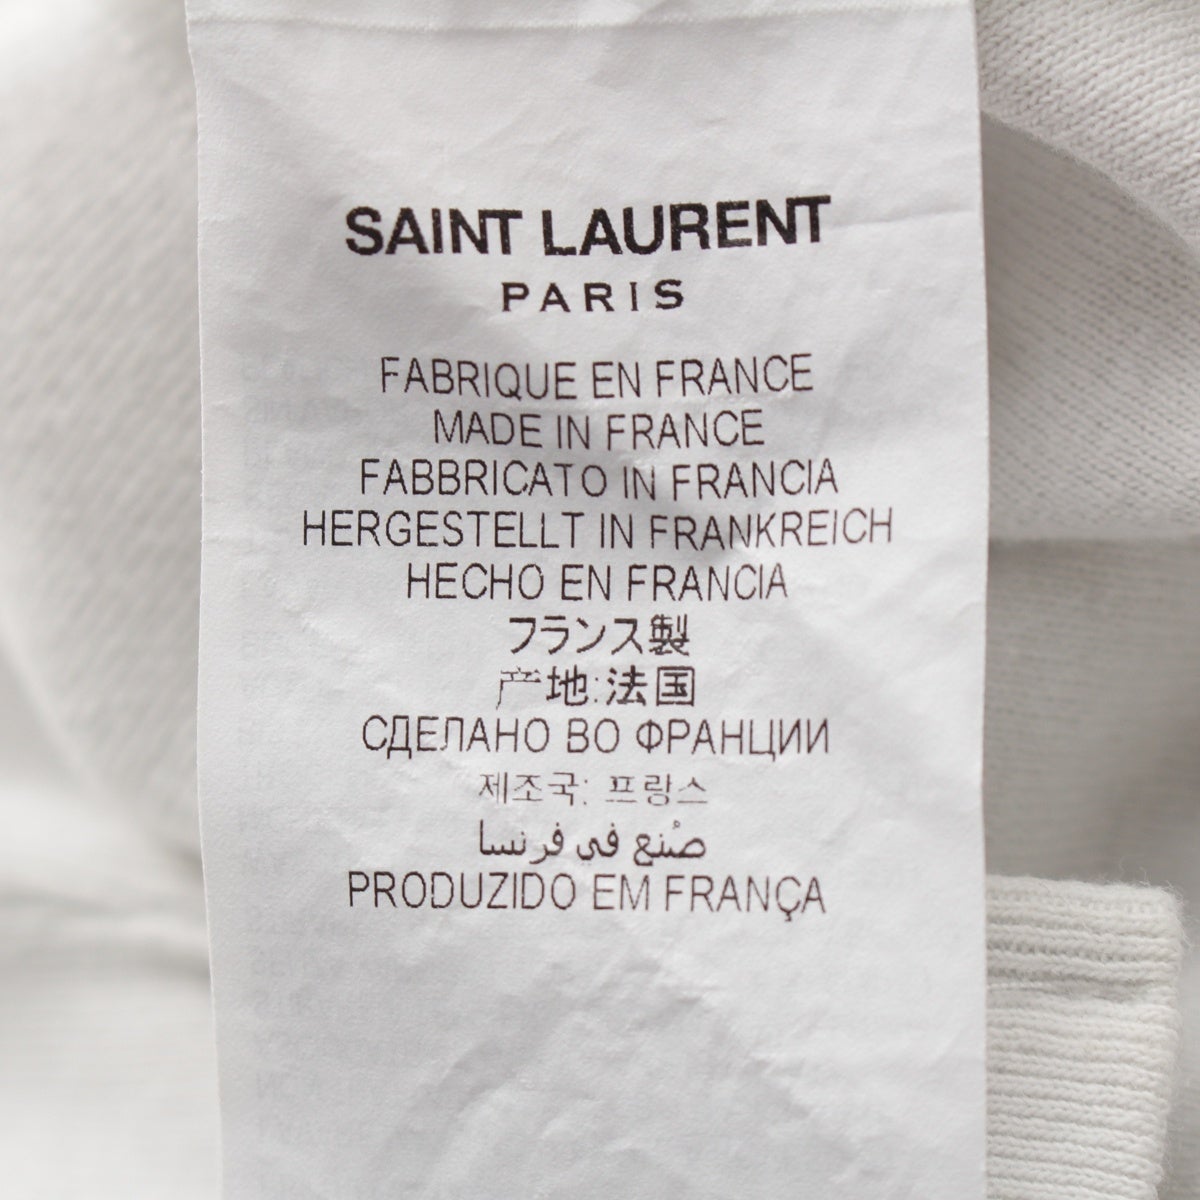 SAINT LAURENT
PARIS
FABRIQUE EN FRANCE
MADE IN FRANCE
FABBRICATO IN FRANCIA
HERGESTELLT IN FRANKREICH
HECHO EN FRANCIA
フランス製
产地:法国
СДЕЛАНО ВО ФРАНЦИИ
제조국: 프랑스
صْنع في فرنسا
PRODUZIDO EM FRANÇA